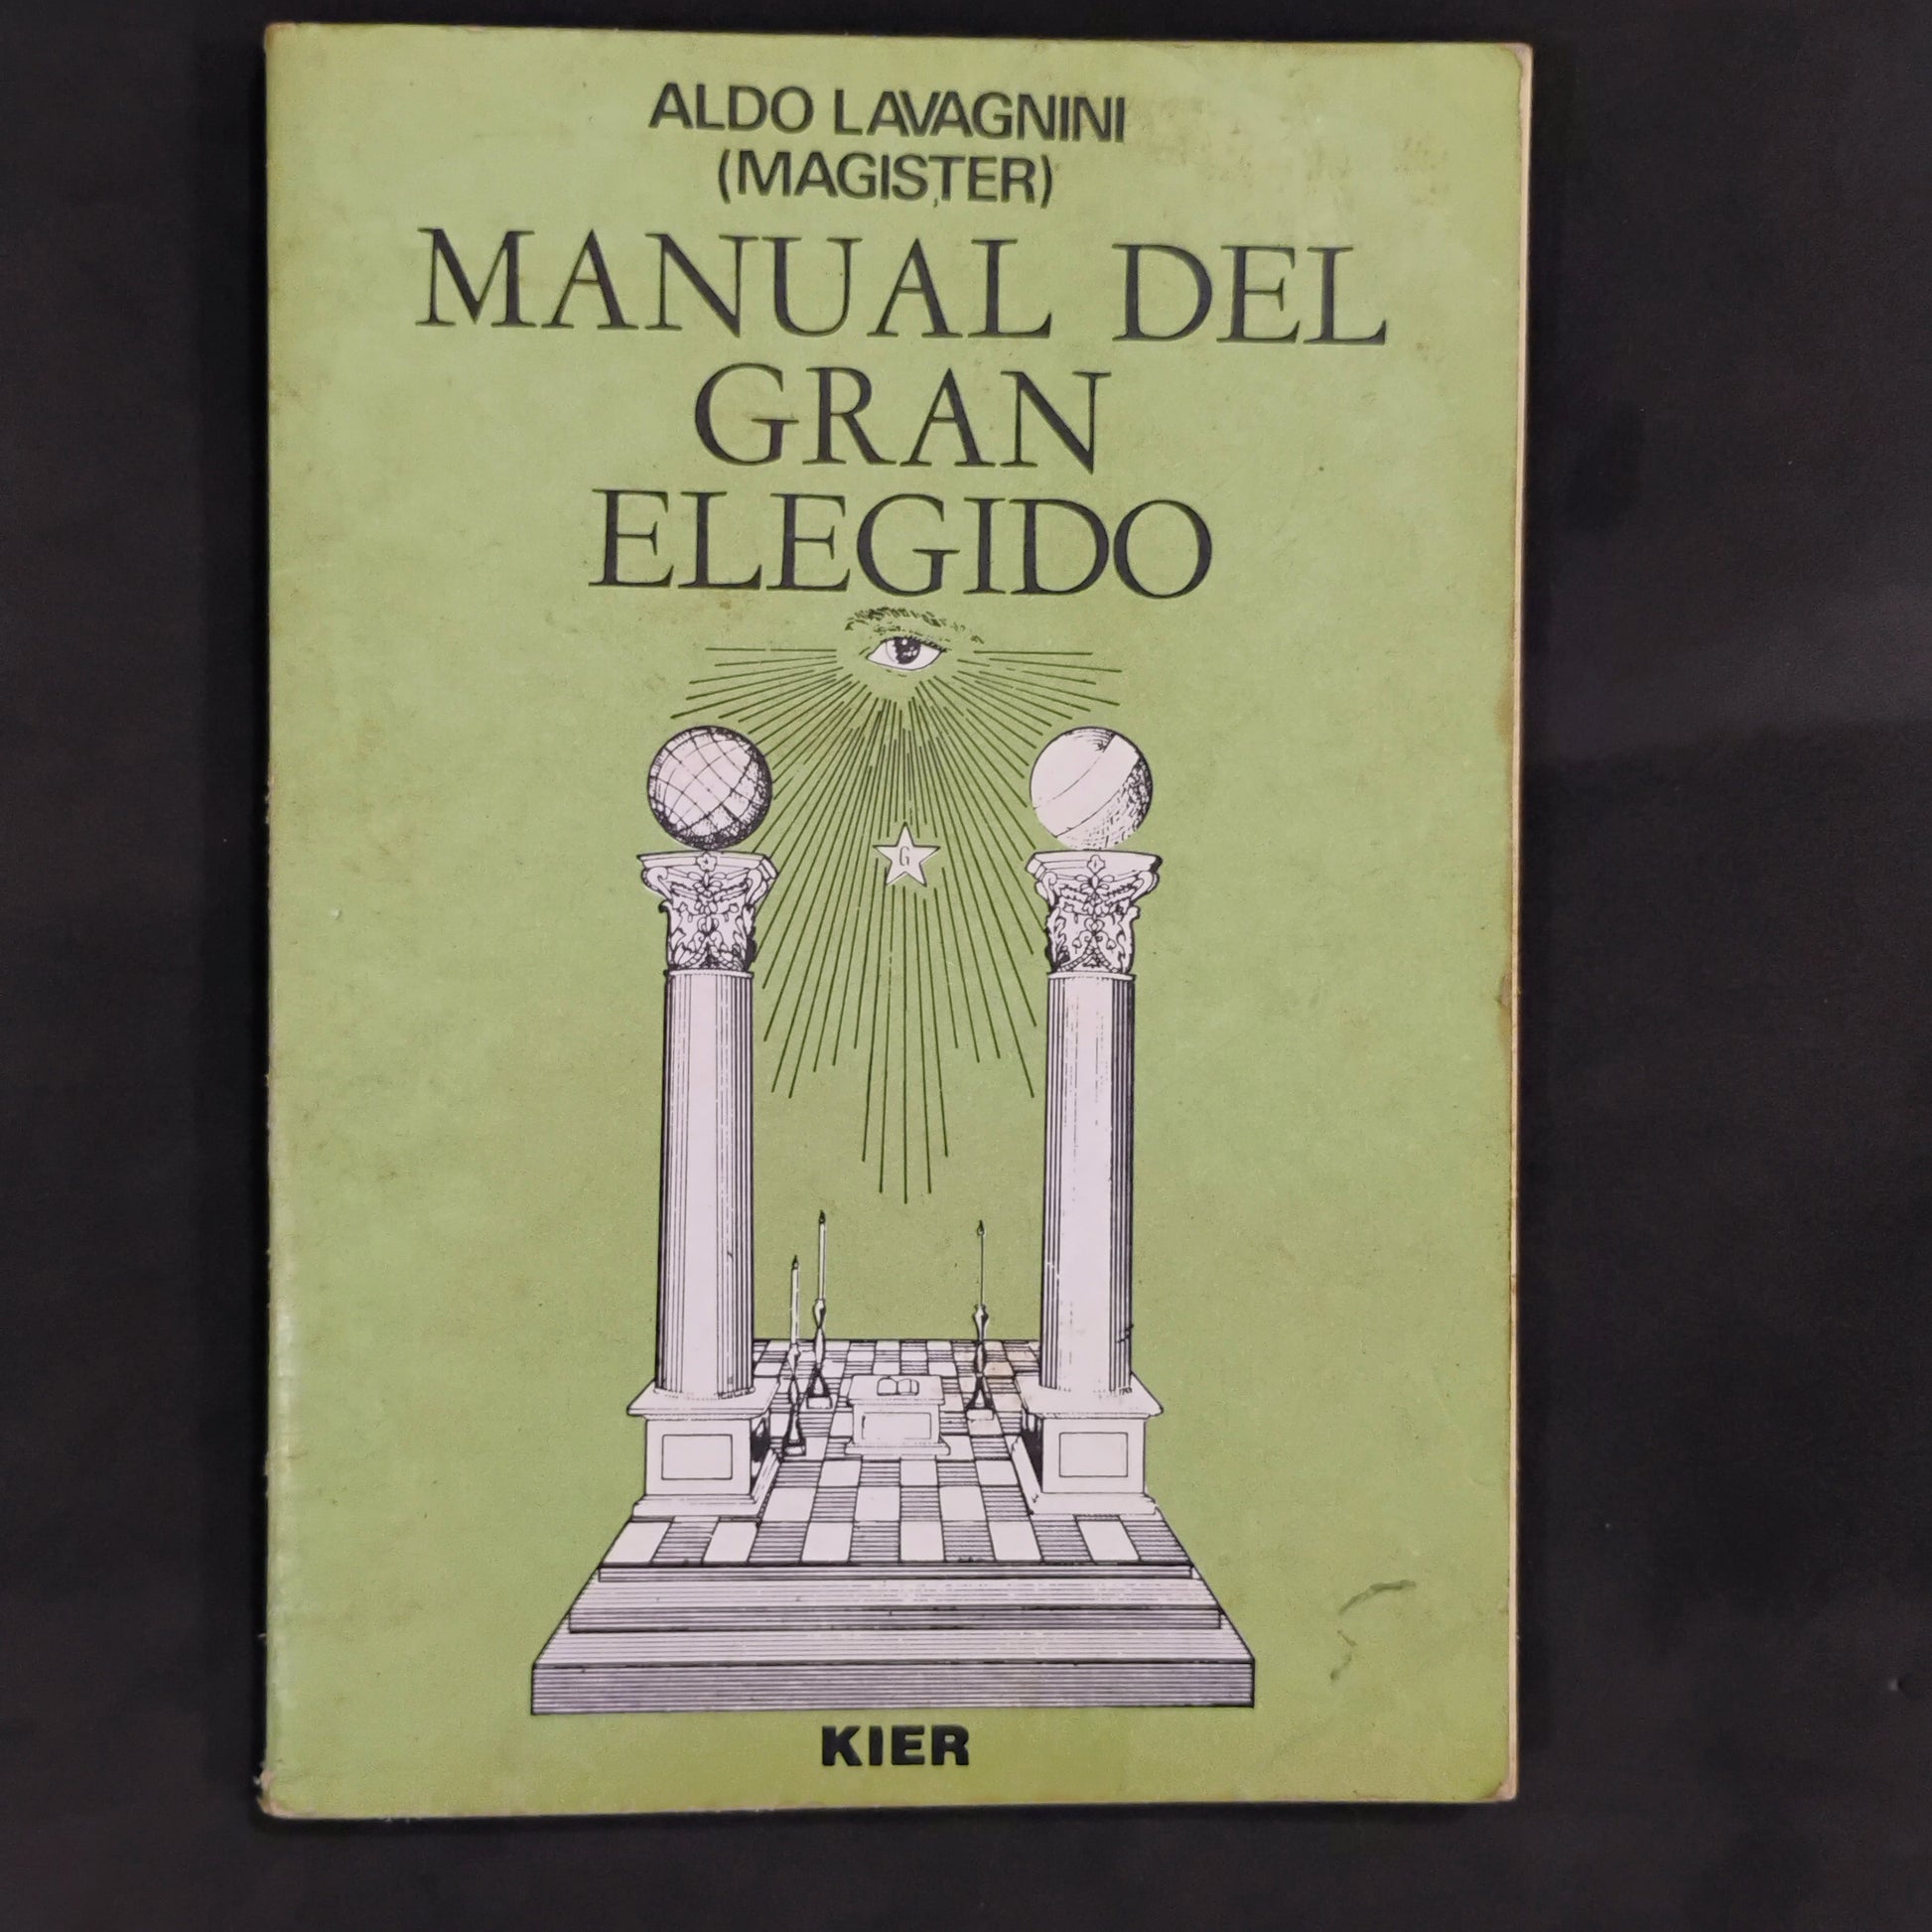 ALDO LAVAGNINI
(MAGISTER)
MANUAL DEL
GRAN
ELEGIDO
G
KIER